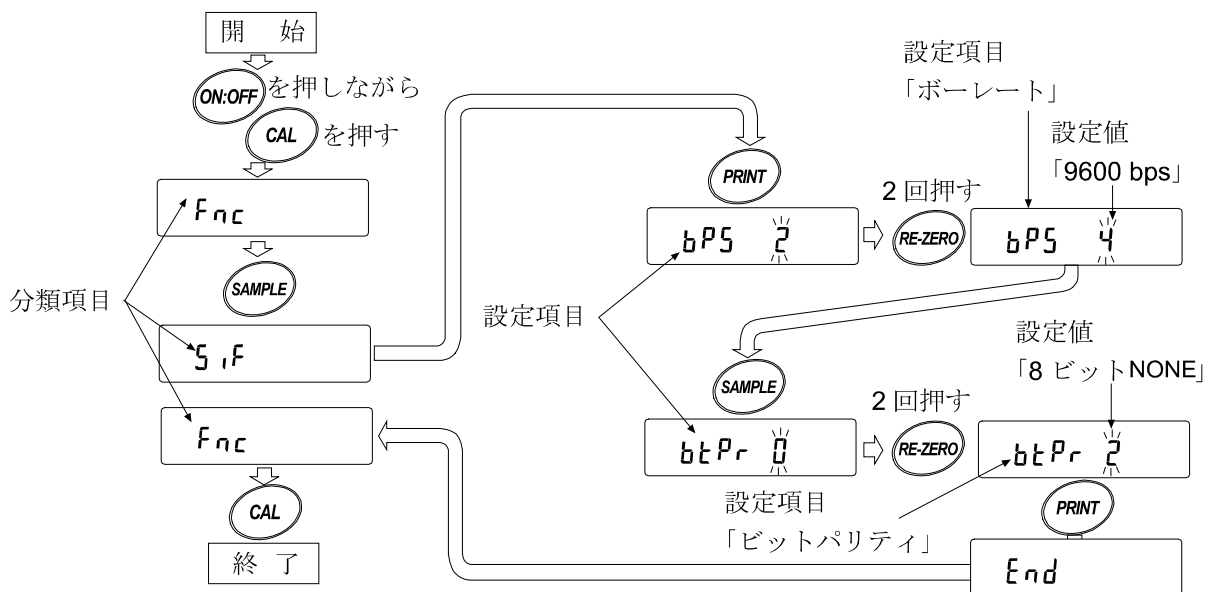 開 始
ON:OFF を押しながら
CAL を押す
Fnc
SAMPLE
分類項目
SiF
Fnc
CAL
終 了
PRINT
bPS 2
2 回押す
RE-ZERO
設定項目
「ボーレート」
設定値
「9600 bps」
bPS 4
設定項目
SAMPLE
btPr 0
2 回押す
RE-ZERO
設定値
「8 ビットNONE」
btPr 2
設定項目
「ビットパリティ」
PRINT
End